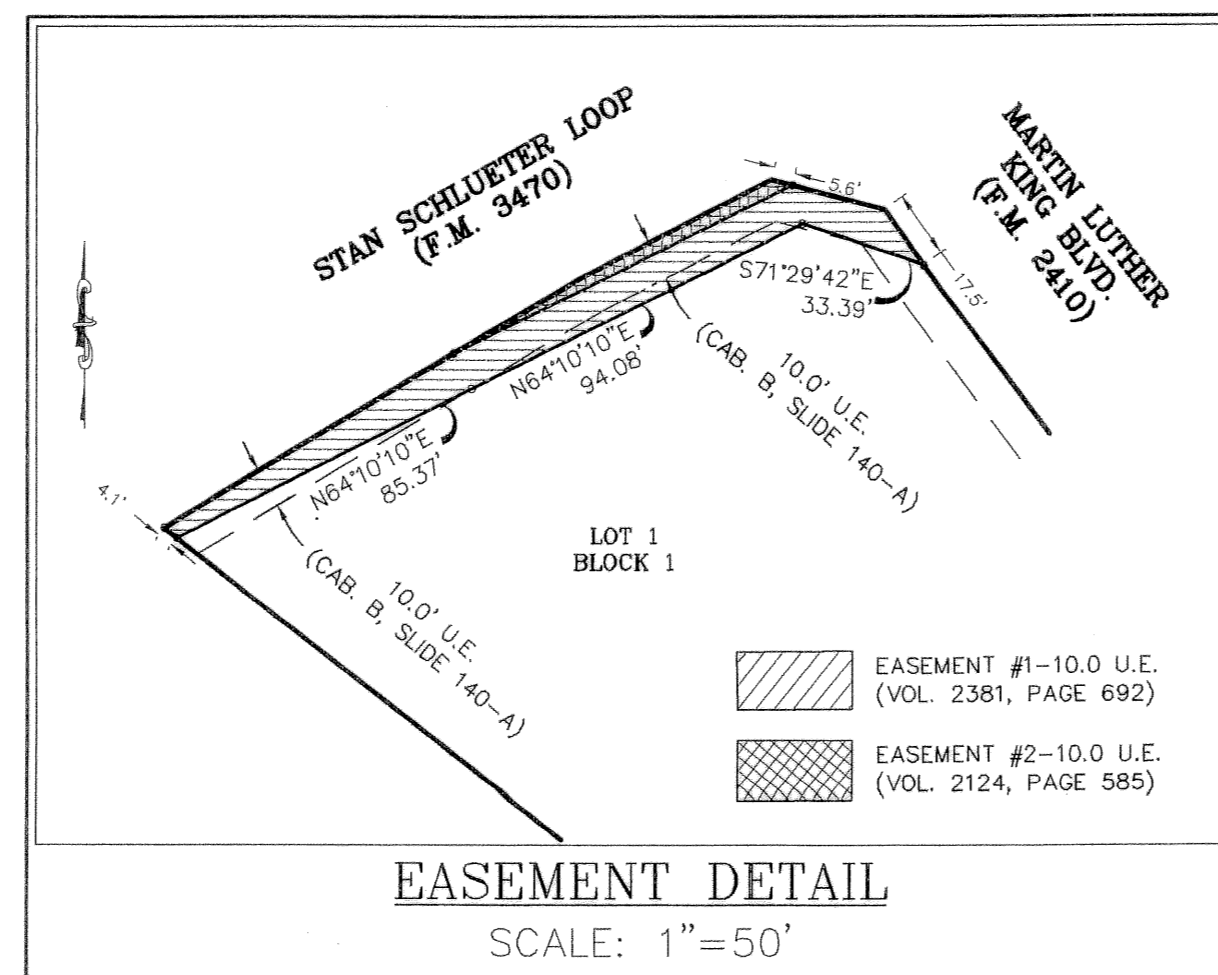 STAN SCHLUETER LOOP
(F.M. 3470)
MARTIN LUTHER
KING BLVD.
(F.M. 2410)
5.6'
17.5'
S71°29'42"E
33.39'
N64°10'10"E
94.08'
10.0' U.E.
(CAB. B, SLIDE 140-A)
N64°10'10"E
85.37'
4.1'
10.0' U.E.
(CAB. B, SLIDE 140-A)
LOT 1
BLOCK 1
EASEMENT #1-10.0 U.E.
(VOL. 2381, PAGE 692)
EASEMENT #2-10.0 U.E.
(VOL. 2124, PAGE 585)
EASEMENT DETAIL
SCALE: 1"=50'